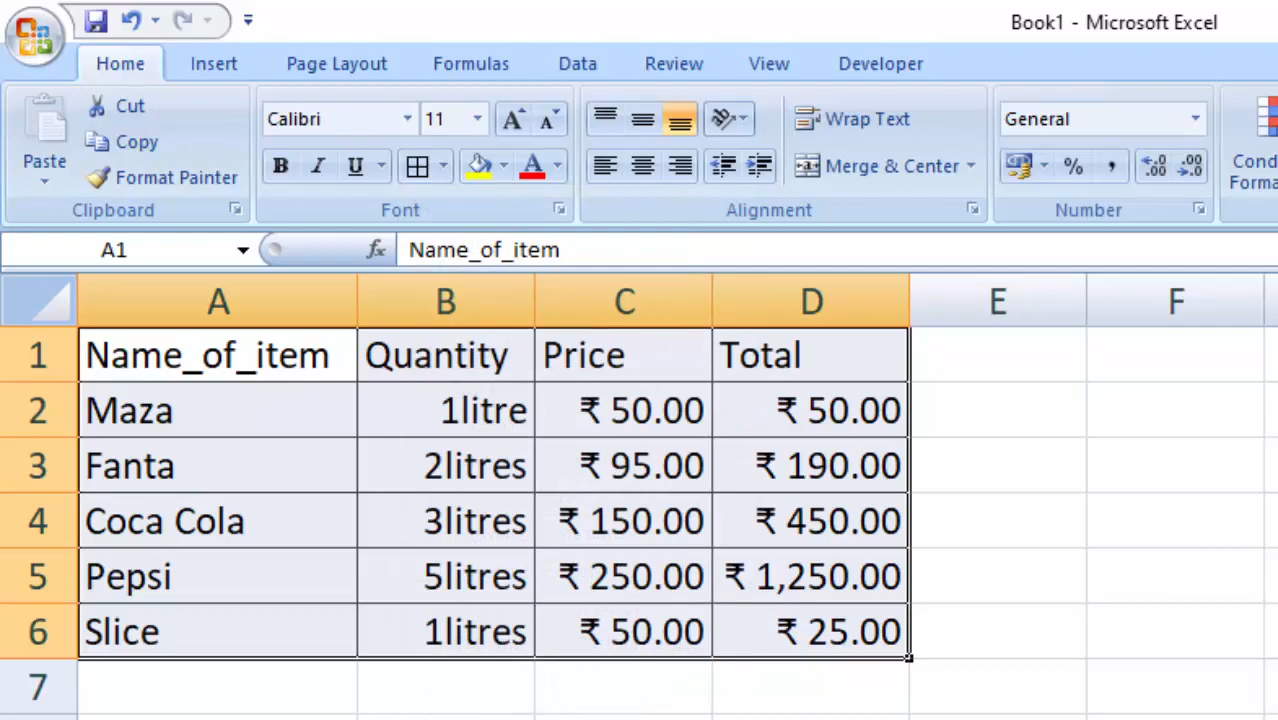 Book1 - Microsoft Excel
Home Insert Page Layout Formulas Data Review View Developer
Paste
Cut
Copy
Format Painter
Clipboard
Calibri 11
B I U A
Font
Wrap Text
Merge & Center
Alignment
General
% ,
Number
Cond
Forma
A1 fx Name_of_item
A B C D E F
1 Name_of_item Quantity Price Total
2 Maza 1litre ₹ 50.00 ₹ 50.00
3 Fanta 2litres ₹ 95.00 ₹ 190.00
4 Coca Cola 3litres ₹ 150.00 ₹ 450.00
5 Pepsi 5litres ₹ 250.00 ₹ 1,250.00
6 Slice 1litres ₹ 50.00 ₹ 25.00
7